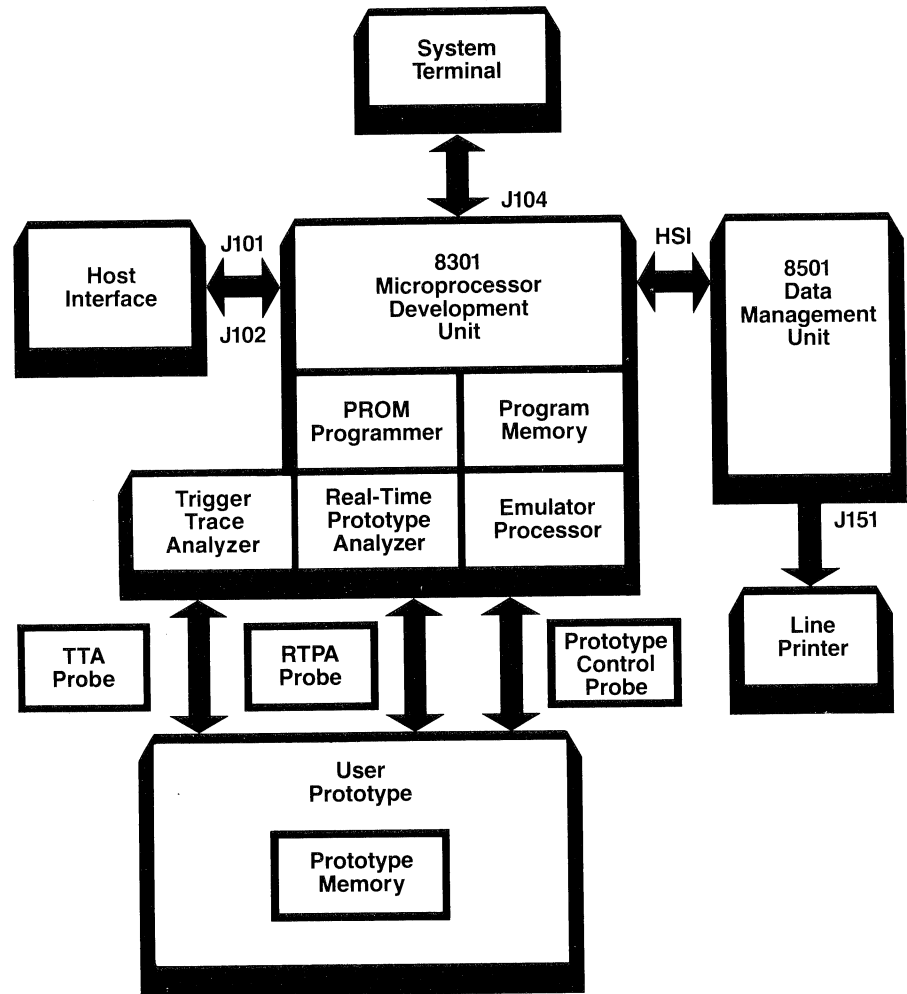 System
Terminal
J104
J101
Host
Interface
J102
8301
Microprocessor
Development
Unit
HSI
8501
Data
Management
Unit
PROM
Programmer
Program
Memory
Trigger
Trace
Analyzer
Real-Time
Prototype
Analyzer
Emulator
Processor
J151
Line
Printer
TTA
Probe
RTPA
Probe
Prototype
Control
Probe
User
Prototype
Prototype
Memory